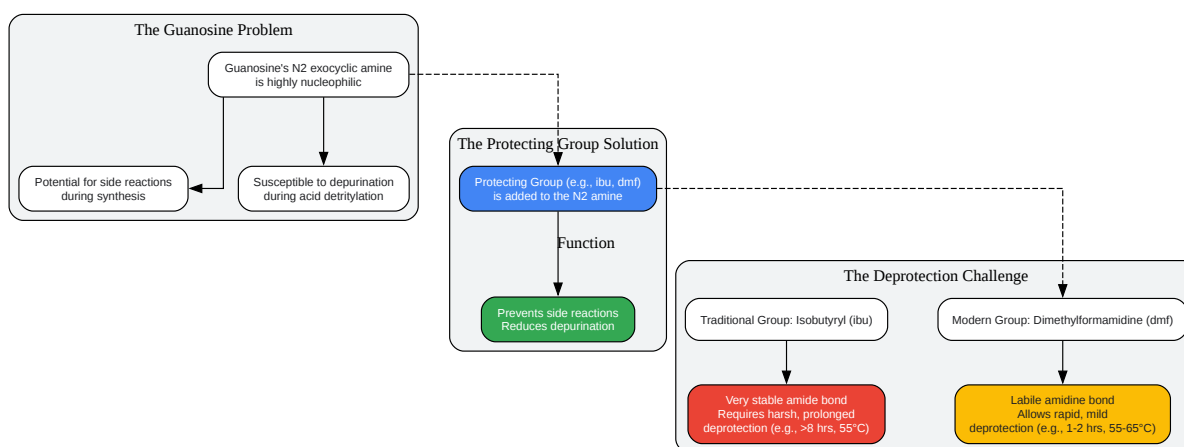 The Guanosine Problem
Guanosine's N2 exocyclic amine
is highly nucleophilic
Potential for side reactions
during synthesis
Susceptible to depurination
during acid detritylation
The Protecting Group Solution
Protecting Group (e.g., ibu, dmf)
is added to the N2 amine
Function
Prevents side reactions
Reduces depurination
The Deprotection Challenge
Traditional Group: Isobutyryl (ibu)
Modern Group: Dimethylformamidine (dmf)
Very stable amide bond
Requires harsh, prolonged
deprotection (e.g., >8 hrs, 55°C)
Labile amidine bond
Allows rapid, mild
deprotection (e.g., 1-2 hrs, 55-65°C)